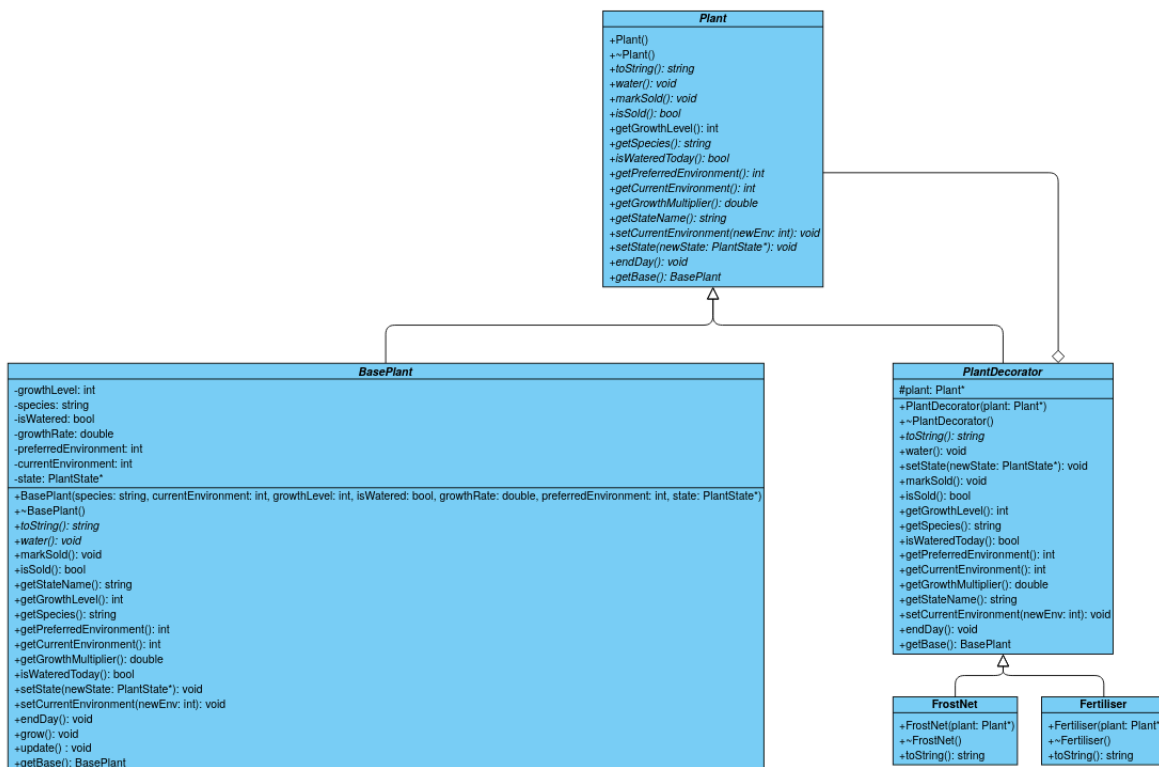 Plant
+Plant()
+~Plant()
+toString(): string
+water(): void
+markSold(): void
+isSold(): bool
+getGrowthLevel(): int
+getSpecies(): string
+isWateredToday(): bool
+getPreferredEnvironment(): int
+getCurrentEnvironment(): int
+getGrowthMultiplier(): double
+getStateName(): string
+setCurrentEnvironment(newEnv: int): void
+setState(newState: PlantState*): void
+endDay(): void
+getBase(): BasePlant
BasePlant
-growthLevel: int
-species: string
-isWatered: bool
-growthRate: double
-preferredEnvironment: int
-currentEnvironment: int
-state: PlantState*
+BasePlant(species: string, currentEnvironment: int, growthLevel: int, isWatered: bool, growthRate: double, preferredEnvironment: int, state: PlantState*)
+~BasePlant()
+toString(): string
+water(): void
+markSold(): void
+isSold(): bool
+getStateName(): string
+getGrowthLevel(): int
+getSpecies(): string
+getPreferredEnvironment(): int
+getCurrentEnvironment(): int
+getGrowthMultiplier(): double
+isWateredToday(): bool
+setState(newState: PlantState*): void
+setCurrentEnvironment(newEnv: int): void
+endDay(): void
+grow(): void
+update() : void
+getBase(): BasePlant
PlantDecorator
#plant: Plant*
+PlantDecorator(plant: Plant*)
+~PlantDecorator()
+toString(): string
+water(): void
+setState(newState: PlantState*): void
+markSold(): void
+isSold(): bool
+getGrowthLevel(): int
+getSpecies(): string
+isWateredToday(): bool
+getPreferredEnvironment(): int
+getCurrentEnvironment(): int
+getGrowthMultiplier(): double
+getStateName(): string
+setCurrentEnvironment(newEnv: int): void
+endDay(): void
+getBase(): BasePlant
FrostNet
+FrostNet(plant: Plant*)
+~FrostNet()
+toString(): string
Fertiliser
+Fertiliser(plant: Plant*
+~Fertiliser()
+toString(): string